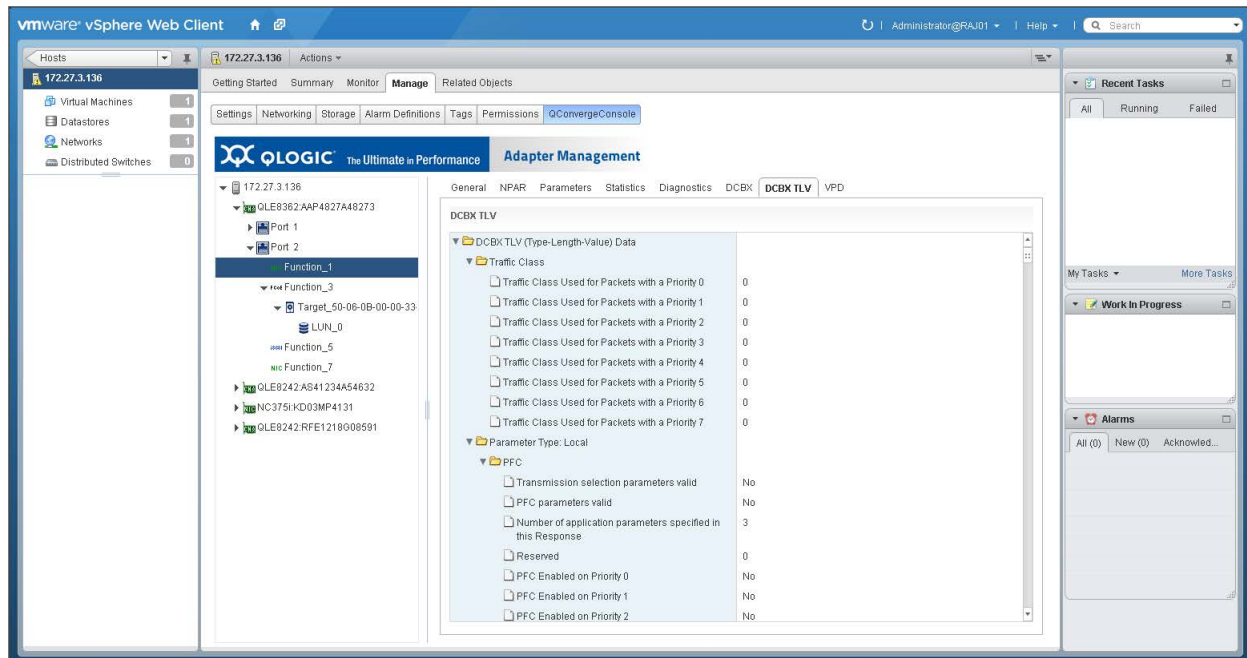 vmware® vSphere Web Client
Administrator@RAJ01
Help
Search
Hosts
172.27.3.136
Virtual Machines 1
Datastores 1
Networks 1
Distributed Switches 0
172.27.3.136 Actions
Getting Started Summary Monitor Manage Related Objects
Settings Networking Storage Alarm Definitions Tags Permissions QConvergeConsole
QLOGIC The Ultimate in Performance Adapter Management
172.27.3.136
QLE8362:AAP4827A48273
Port 1
Port 2
Function_1
Function_3
Target_50-06-0B-00-00-33-
LUN_0
Function_5
NIC Function_7
QLE8242:AS41234A54632
NC375i:KD03MP4131
QLE8242:RFE1218G08591
General NPAR Parameters Statistics Diagnostics DCBX DCBX TLV VPD
DCBX TLV
DCBX TLV (Type-Length-Value) Data
Traffic Class
Traffic Class Used for Packets with a Priority 0 0
Traffic Class Used for Packets with a Priority 1 0
Traffic Class Used for Packets with a Priority 2 0
Traffic Class Used for Packets with a Priority 3 0
Traffic Class Used for Packets with a Priority 4 0
Traffic Class Used for Packets with a Priority 5 0
Traffic Class Used for Packets with a Priority 6 0
Traffic Class Used for Packets with a Priority 7 0
Parameter Type: Local
PFC
Transmission selection parameters valid No
PFC parameters valid No
Number of application parameters specified in 3
this Response
Reserved 0
PFC Enabled on Priority 0 No
PFC Enabled on Priority 1 No
PFC Enabled on Priority 2 No
Recent Tasks
All Running Failed
My Tasks More Tasks
Work In Progress
Alarms
All (0) New (0) Acknowled...